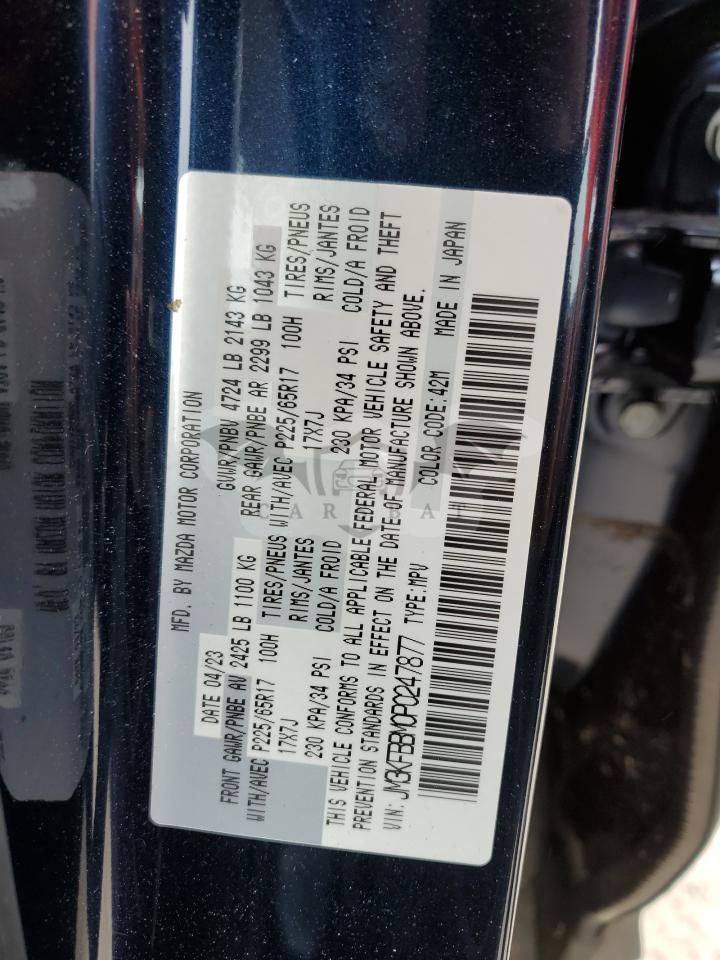 MFD. BY MAZDA MOTOR CORPORATION
DATE 04/23 GVWR/PNBV 4724 LB 2143 KG
FRONT GAWR/PNBE AV 2425 LB 1100 KG REAR GAWR/PNBE AR 2299 LB 1043 KG
WITH/AVEC P225/65R17 100H TIRES/PNEUS WITH/AVEC P225/65R17 100H TIRES/PNEUS
17X7J RIMS/JANTES 17X7J RIMS/JANTES
230 KPA/34 PSI COLD/A FROID 230 KPA/34 PSI COLD/A FROID
THIS VEHICLE CONFORMS TO ALL APPLICABLE FEDERAL MOTOR VEHICLE SAFETY AND THEFT
PREVENTION STANDARDS IN EFFECT ON THE DATE OF MANUFACTURE SHOWN ABOVE.
VIN: JM3KFBBM0P0247877 TYPE:MPV COLOR CODE:42M MADE IN JAPAN
CAR BAT